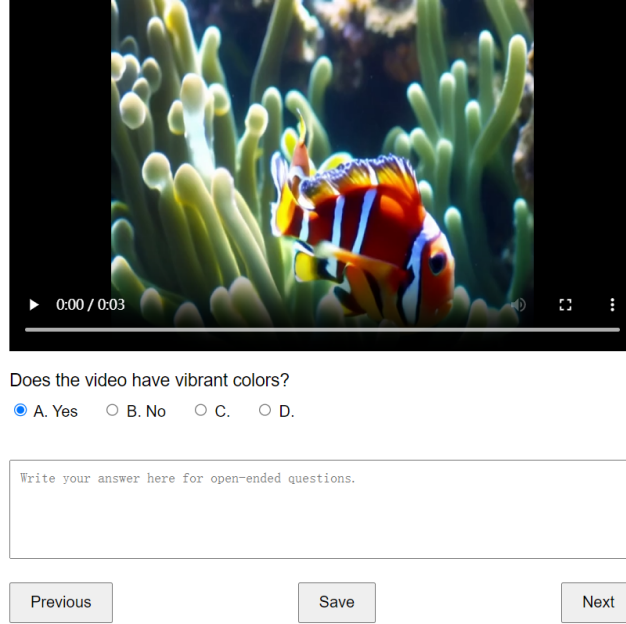 0:00 / 0:03
Does the video have vibrant colors?
A. Yes B. No C. D.
Write your answer here for open-ended questions.
Previous Save Next